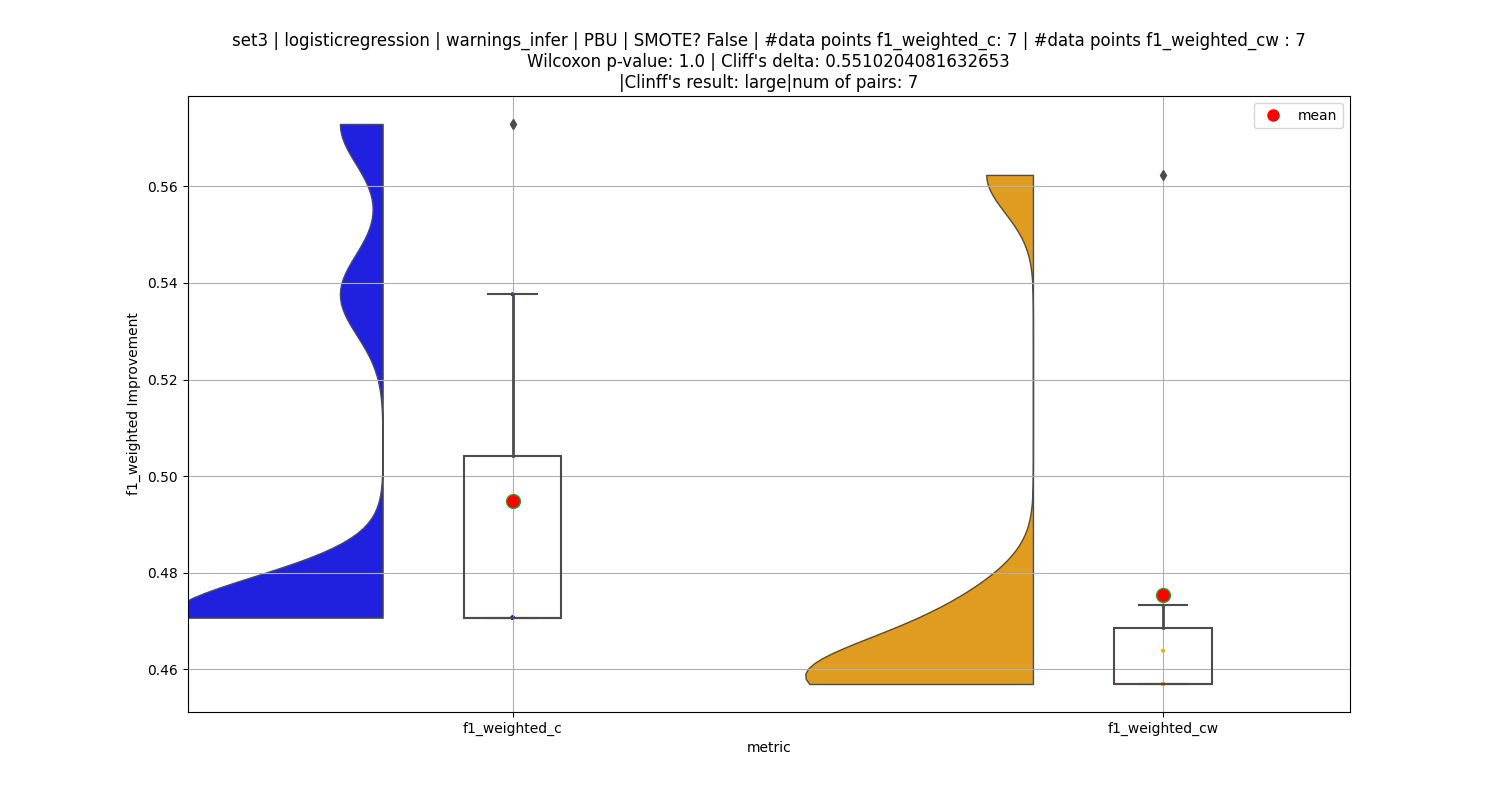 set3 | logisticregression | warnings_infer | PBU | SMOTE? False | #data points f1_weighted_c: 7 | #data points f1_weighted_cw : 7
Wilcoxon p-value: 1.0 | Cliff's delta: 0.5510204081632653
|Clinff's result: large|num of pairs: 7
mean
0.56
0.54
0.52
0.50
0.48
0.46
f1_weighted Improvement
f1_weighted_c
f1_weighted_cw
metric